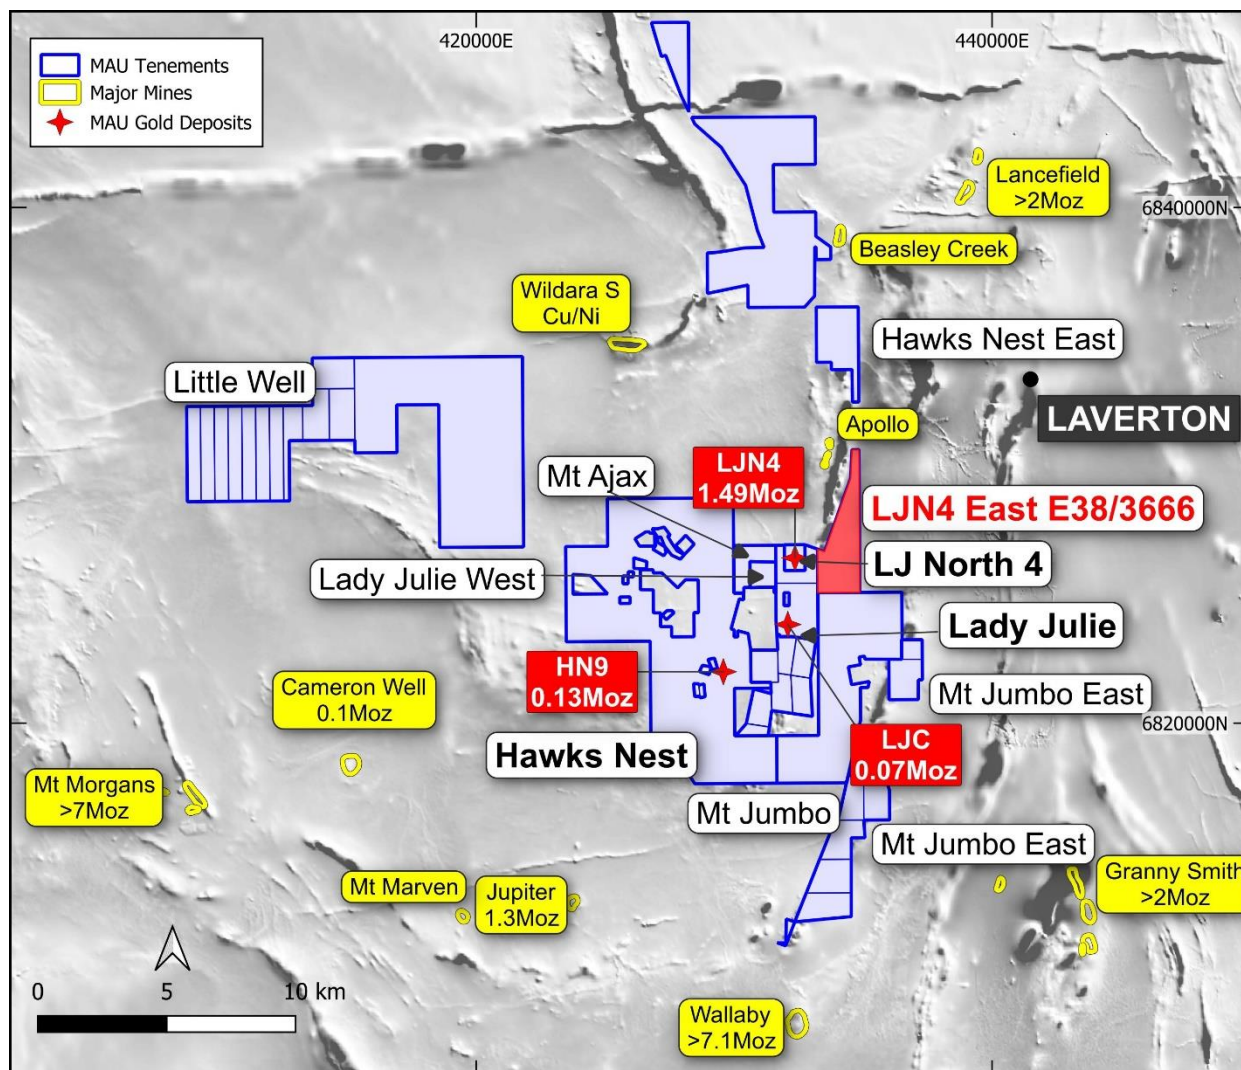 420000E
440000E
MAU Tenements
Major Mines
MAU Gold Deposits
Lancefield
>2Moz
6840000N
Beasley Creek
Wildara S
Cu/Ni
Hawks Nest East
Little Well
LAVERTON
Apollo
LJN4
1.49Moz
Mt Ajax
LJN4 East E38/3666
LJ North 4
Lady Julie West
Lady Julie
HN9
0.13Moz
Cameron Well
0.1Moz
Mt Jumbo East
6820000N
LJC
0.07Moz
Hawks Nest
Mt Morgans
>7Moz
Mt Jumbo
Mt Jumbo East
Granny Smith
>2Moz
Mt Marven
Jupiter
1.3Moz
0 5 10 km
Wallaby
>7.1Moz